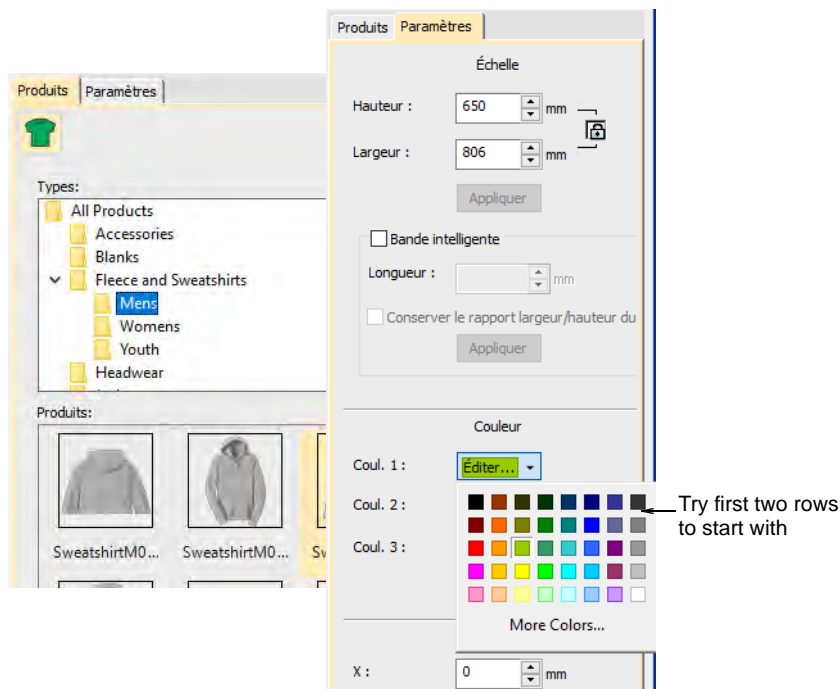 Produits Paramètres
Types:
All Products
Accessories
Blanks
Fleece and Sweatshirts
Mens
Womens
Youth
Headwear
Produits:
SweatshirtM0... SweatshirtM0...
Produits Paramètres
Échelle
Hauteur : 650 mm
Largeur : 806 mm
Appliquer
Bande intelligente
Longueur : mm
Conserver le rapport largeur/hauteur du
Appliquer
Couleur
Coul. 1 : Éditer...
Coul. 2 :
Coul. 3 :
More Colors...
X : 0 mm
Try first two rows
to start with